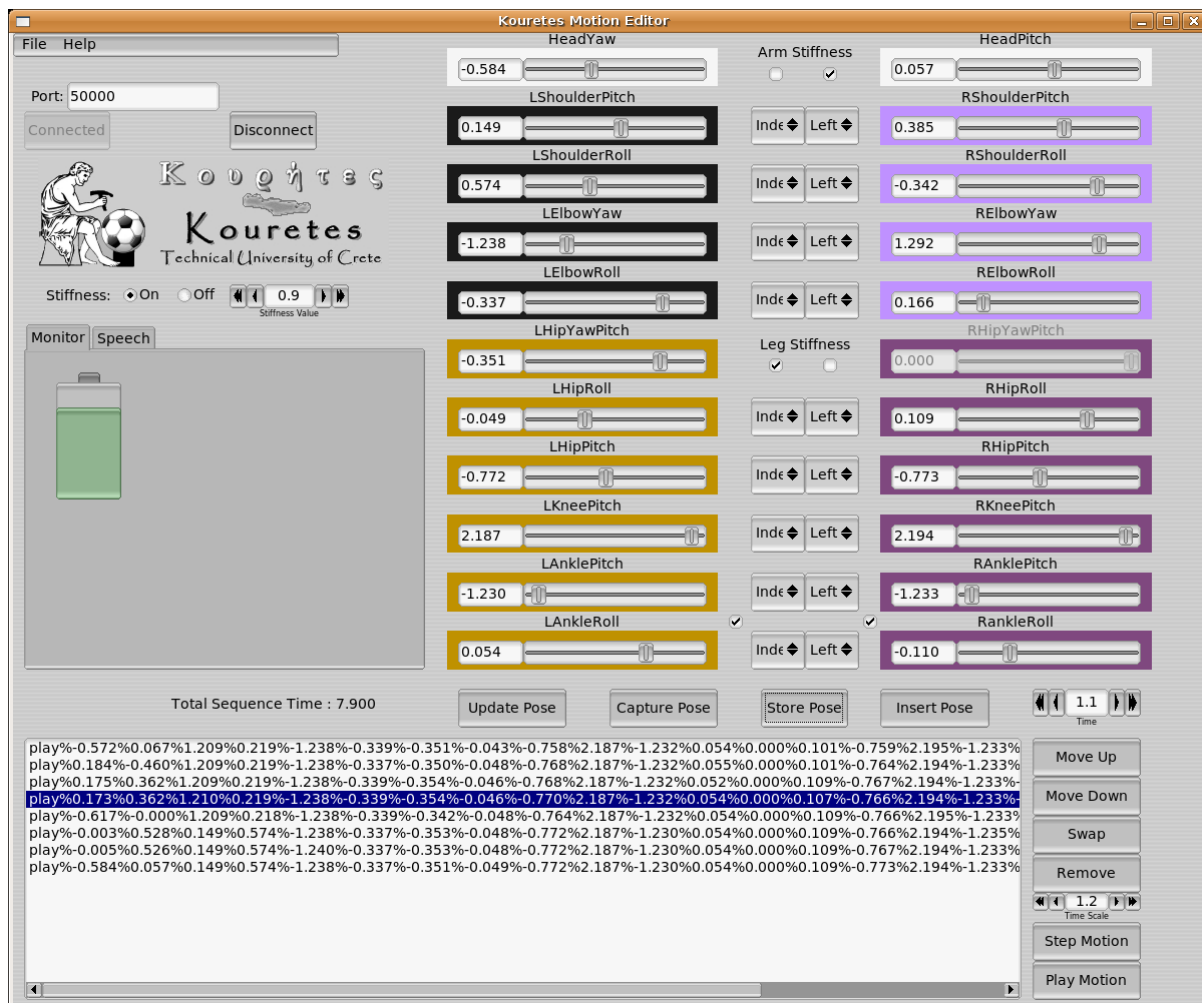 Kouretes Motion Editor
File Help
Port: 50000
Connected Disconnect
Κουρήτες
Kouretes
Technical University of Crete
Stiffness: On Off 0.9
Stiffness Value
Monitor Speech
HeadYaw
-0.584
Arm Stiffness
HeadPitch
0.057
LShoulderPitch
0.149
Inde Left
RShoulderPitch
0.385
LShoulderRoll
0.574
Inde Left
RShoulderRoll
-0.342
LElbowYaw
-1.238
Inde Left
RElbowYaw
1.292
LElbowRoll
-0.337
Inde Left
RElbowRoll
0.166
LHipYawPitch
-0.351
Leg Stiffness
RHipYawPitch
0.000
LHipRoll
-0.049
Inde Left
RHipRoll
0.109
LHipPitch
-0.772
Inde Left
RHipPitch
-0.773
LKneePitch
2.187
Inde Left
RKneePitch
2.194
LAnklePitch
-1.230
Inde Left
RAnklePitch
-1.233
LAnkleRoll
0.054
Inde Left
RankleRoll
-0.110
Total Sequence Time : 7.900
Update Pose Capture Pose Store Pose Insert Pose
1.1
Time
play%-0.572%0.067%1.209%0.219%-1.238%-0.339%-0.351%-0.043%-0.758%2.187%-1.232%0.054%0.000%0.101%-0.759%2.195%-1.233%
play%0.184%-0.460%1.209%0.219%-1.238%-0.337%-0.350%-0.048%-0.768%2.187%-1.232%0.055%0.000%0.101%-0.764%2.194%-1.233%
play%0.175%0.362%1.209%0.219%-1.238%-0.339%-0.354%-0.046%-0.768%2.187%-1.232%0.052%0.000%0.109%-0.767%2.194%-1.233%-
play%0.173%0.362%1.210%0.219%-1.238%-0.339%-0.354%-0.046%-0.770%2.187%-1.232%0.054%0.000%0.107%-0.766%2.194%-1.233%-
play%-0.617%-0.000%1.209%0.218%-1.238%-0.339%-0.342%-0.048%-0.764%2.187%-1.232%0.054%0.000%0.109%-0.766%2.195%-1.233%
play%-0.003%0.528%0.149%0.574%-1.238%-0.337%-0.353%-0.048%-0.772%2.187%-1.230%0.054%0.000%0.109%-0.766%2.194%-1.235%
play%-0.005%0.526%0.149%0.574%-1.240%-0.337%-0.353%-0.048%-0.772%2.187%-1.230%0.054%0.000%0.109%-0.767%2.194%-1.233%
play%-0.584%0.057%0.149%0.574%-1.238%-0.337%-0.351%-0.049%-0.772%2.187%-1.230%0.054%0.000%0.109%-0.773%2.194%-1.233%
Move Up
Move Down
Swap
Remove
1.2
Time Scale
Step Motion
Play Motion